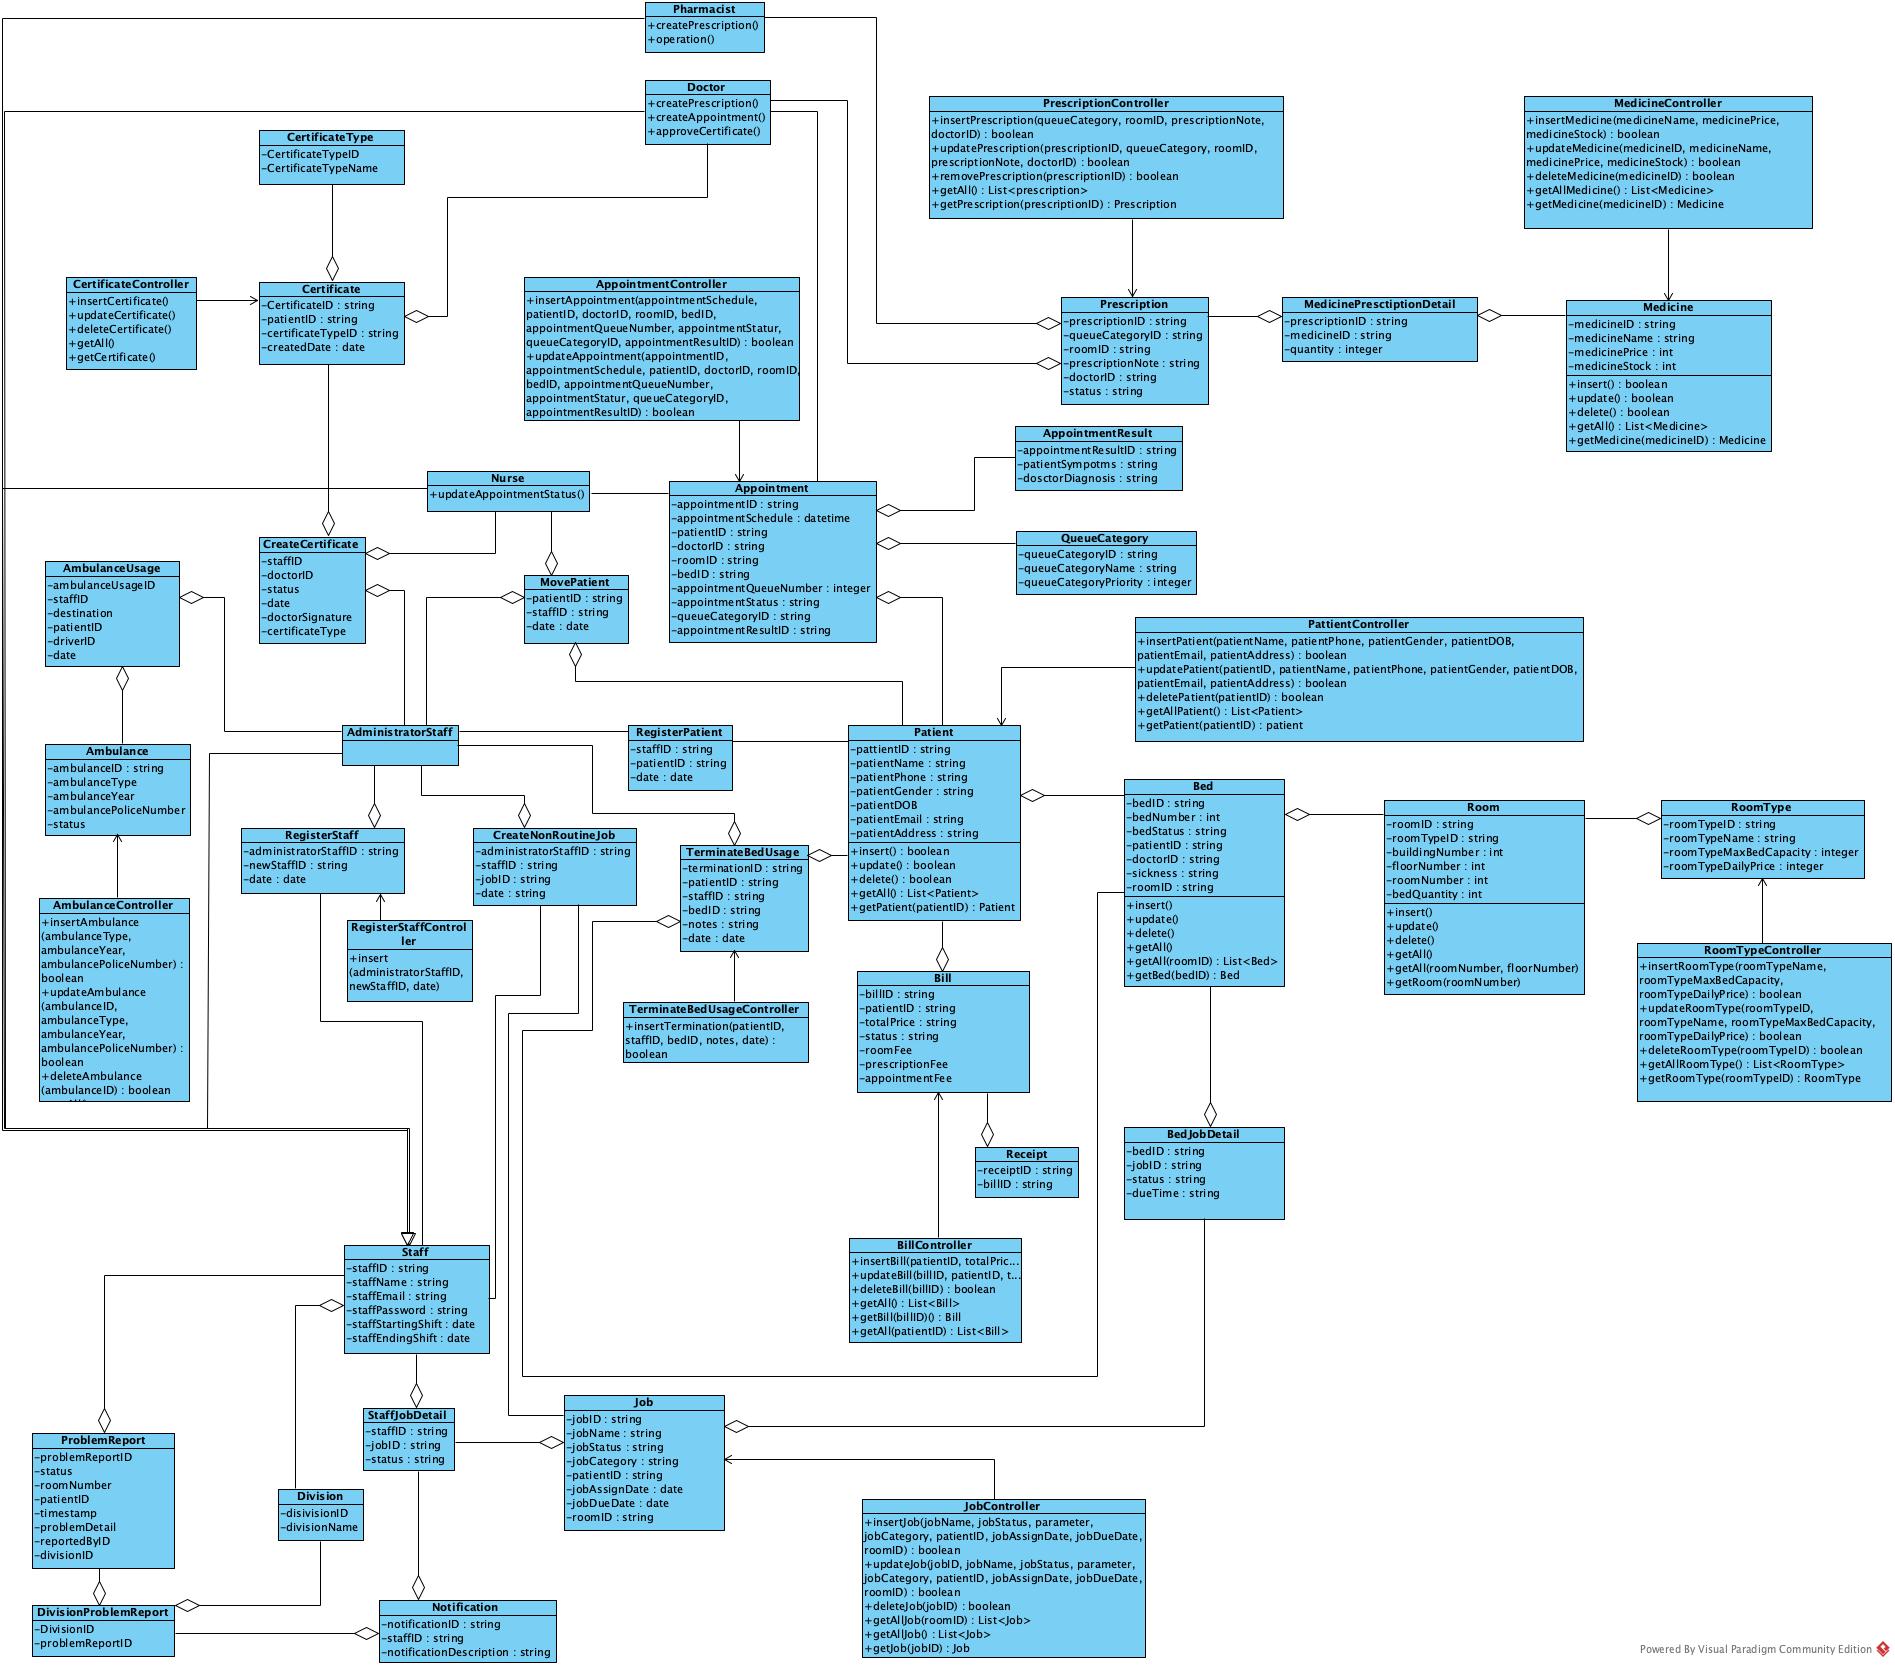 Pharmacist
+createPrescription()
+operation()
Doctor
+createPrescription()
+createAppointment()
+approveCertificate()
CertificateType
-CertificateTypeID
-CertificateTypeName
PrescriptionController
+insertPrescription(queueCategory, roomID, prescriptionNote,
doctorID) : boolean
+updatePrescription(prescriptionID, queueCategory, roomID,
prescriptionNote, doctorID) : boolean
+removePrescription(prescriptionID) : boolean
+getAll() : List<prescription>
+getPrescription(prescriptionID) : Prescription
MedicineController
+insertMedicine(medicineName, medicinePrice,
medicineStock) : boolean
+updateMedicine(medicineID, medicineName,
medicinePrice, medicineStock) : boolean
+deleteMedicine(medicineID) : boolean
+getAllMedicine() : List<Medicine>
+getMedicine(medicineID) : Medicine
CertificateController
+insertCertificate()
+updateCertificate()
+deleteCertificate()
+getAll()
+getCertificate()
Certificate
-CertificateID : string
-patientID : string
-certificateTypeID : string
-createdDate : date
AppointmentController
+insertAppointment(appointmentSchedule,
patientID, doctorID, roomID, bedID,
appointmentQueueNumber, appointmentStatur,
queueCategoryID, appointmentResultID) : boolean
+updateAppointment(appointmentID,
appointmentSchedule, patientID, doctorID, roomID,
bedID, appointmentQueueNumber,
appointmentStatur, queueCategoryID,
appointmentResultID) : boolean
Prescription
-prescriptionID : string
-queueCategoryID : string
-roomID : string
-prescriptionNote : string
-doctorID : string
-status : string
MedicinePresctiptionDetail
-prescriptionID : string
-medicineID : string
-quantity : integer
Medicine
-medicineID : string
-medicineName : string
-medicinePrice : int
-medicineStock : int
+insert() : boolean
+update() : boolean
+delete() : boolean
+getAll() : List<Medicine>
+getMedicine(medicineID) : Medicine
AppointmentResult
-appointmentResultID : string
-patientSympotms : string
-dosctorDiagnosis : string
Nurse
+updateAppointmentStatus()
Appointment
-appointmentID : string
-appointmentSchedule : datetime
-patientID : string
-doctorID : string
-roomID : string
-bedID : string
-appointmentQueueNumber : integer
-appointmentStatus : string
-queueCategoryID : string
-appointmentResultID : string
QueueCategory
-queueCategoryID : string
-queueCategoryName : string
-queueCategoryPriority : integer
CreateCertificate
-staffID
-doctorID
-status
-date
-doctorSignature
-certificateType
AmbulanceUsage
-ambulanceUsageID
-staffID
-destination
-patientID
-driverID
-date
MovePatient
-patientID : string
-staffID : string
-date : date
PattientController
+insertPatient(patientName, patientPhone, patientGender, patientDOB,
patientEmail, patientAddress) : boolean
+updatePatient(patientID, patientName, patientPhone, patientGender, patientDOB,
patientEmail, patientAddress) : boolean
+deletePatient(patientID) : boolean
+getAllPatient() : List<Patient>
+getPatient(patientID) : patient
AdministratorStaff
RegisterPatient
-staffID : string
-patientID : string
-date : date
Patient
-pattientID : string
-patientName : string
-patientPhone : string
-patientGender : string
-patientDOB
-patientEmail : string
-patientAddress : string
+insert() : boolean
+update() : boolean
+delete() : boolean
+getAll() : List<Patient>
+getPatient(patientID) : Patient
Ambulance
-ambulanceID : string
-ambulanceType
-ambulanceYear
-ambulancePoliceNumber
-status
Bed
-bedID : string
-bedNumber : int
-bedStatus : string
-patientID : string
-doctorID : string
-sickness : string
-roomID : string
+insert()
+update()
+delete()
+getAll()
+getAll(roomID) : List<Bed>
+getBed(bedID) : Bed
Room
-roomID : string
-roomTypeID : string
-buildingNumber : int
-floorNumber : int
-roomNumber : int
-bedQuantity : int
+insert()
+update()
+delete()
+getAll()
+getAll(roomNumber, floorNumber)
+getRoom(roomNumber)
RoomType
-roomTypeID : string
-roomTypeName : string
-roomTypeMaxBedCapacity : integer
-roomTypeDailyPrice : integer
RegisterStaff
-administratorStaffID : string
-newStaffID : string
-date : date
CreateNonRoutineJob
-administratorStaffID : string
-staffID : string
-jobID : string
-date : string
TerminateBedUsage
-terminationID : string
-patientID : string
-staffID : string
-bedID : string
-notes : string
-date : date
AmbulanceController
+insertAmbulance
(ambulanceType,
ambulanceYear,
ambulancePoliceNumber) :
boolean
+updateAmbulance
(ambulanceID,
ambulanceType,
ambulanceYear,
ambulancePoliceNumber) :
boolean
+deleteAmbulance
(ambulanceID) : boolean
RegisterStaffControl
ler
+insert
(administratorStaffID,
newStaffID, date)
TerminateBedUsageController
+insertTermination(patientID,
staffID, bedID, notes, date) :
boolean
Bill
-billID : string
-patientID : string
-totalPrice : string
-status : string
-roomFee
-prescriptionFee
-appointmentFee
RoomTypeController
+insertRoomType(roomTypeName,
roomTypeMaxBedCapacity,
roomTypeDailyPrice) : boolean
+updateRoomType(roomTypeID,
roomTypeName, roomTypeMaxBedCapacity,
roomTypeDailyPrice) : boolean
+deleteRoomType(roomTypeID) : boolean
+getAllRoomType() : List<RoomType>
+getRoomType(roomTypeID) : RoomType
Receipt
-receiptID : string
-billID : string
BedJobDetail
-bedID : string
-jobID : string
-status : string
-dueTime : string
Staff
-staffID : string
-staffName : string
-staffEmail : string
-staffPassword : string
-staffStartingShift : date
-staffEndingShift : date
BillController
+insertBill(patientID, totalPric...
+updateBill(billID, patientID, t...
+deleteBill(billID) : boolean
+getAll() : List<Bill>
+getBill(billID)() : Bill
+getAll(patientID) : List<Bill>
StaffJobDetail
-staffID : string
-jobID : string
-status : string
Job
-jobID : string
-jobName : string
-jobStatus : string
-jobCategory : string
-patientID : string
-jobAssignDate : date
-jobDueDate : date
-roomID : string
ProblemReport
-problemReportID
-status
-roomNumber
-patientID
-timestamp
-problemDetail
-reportedByID
-divisionID
Division
-disivisionID
-divisionName
JobController
+insertJob(jobName, jobStatus, parameter,
jobCategory, patientID, jobAssignDate, jobDueDate,
roomID) : boolean
+updateJob(jobID, jobName, jobStatus, parameter,
jobCategory, patientID, jobAssignDate, jobDueDate,
roomID) : boolean
+deleteJob(jobID) : boolean
+getAllJob(roomID) : List<Job>
+getAllJob() : List<Job>
+getJob(jobID) : Job
DivisionProblemReport
-DivisionID
-problemReportID
Notification
-notificationID : string
-staffID : string
-notificationDescription : string
Powered By Visual Paradigm Community Edition